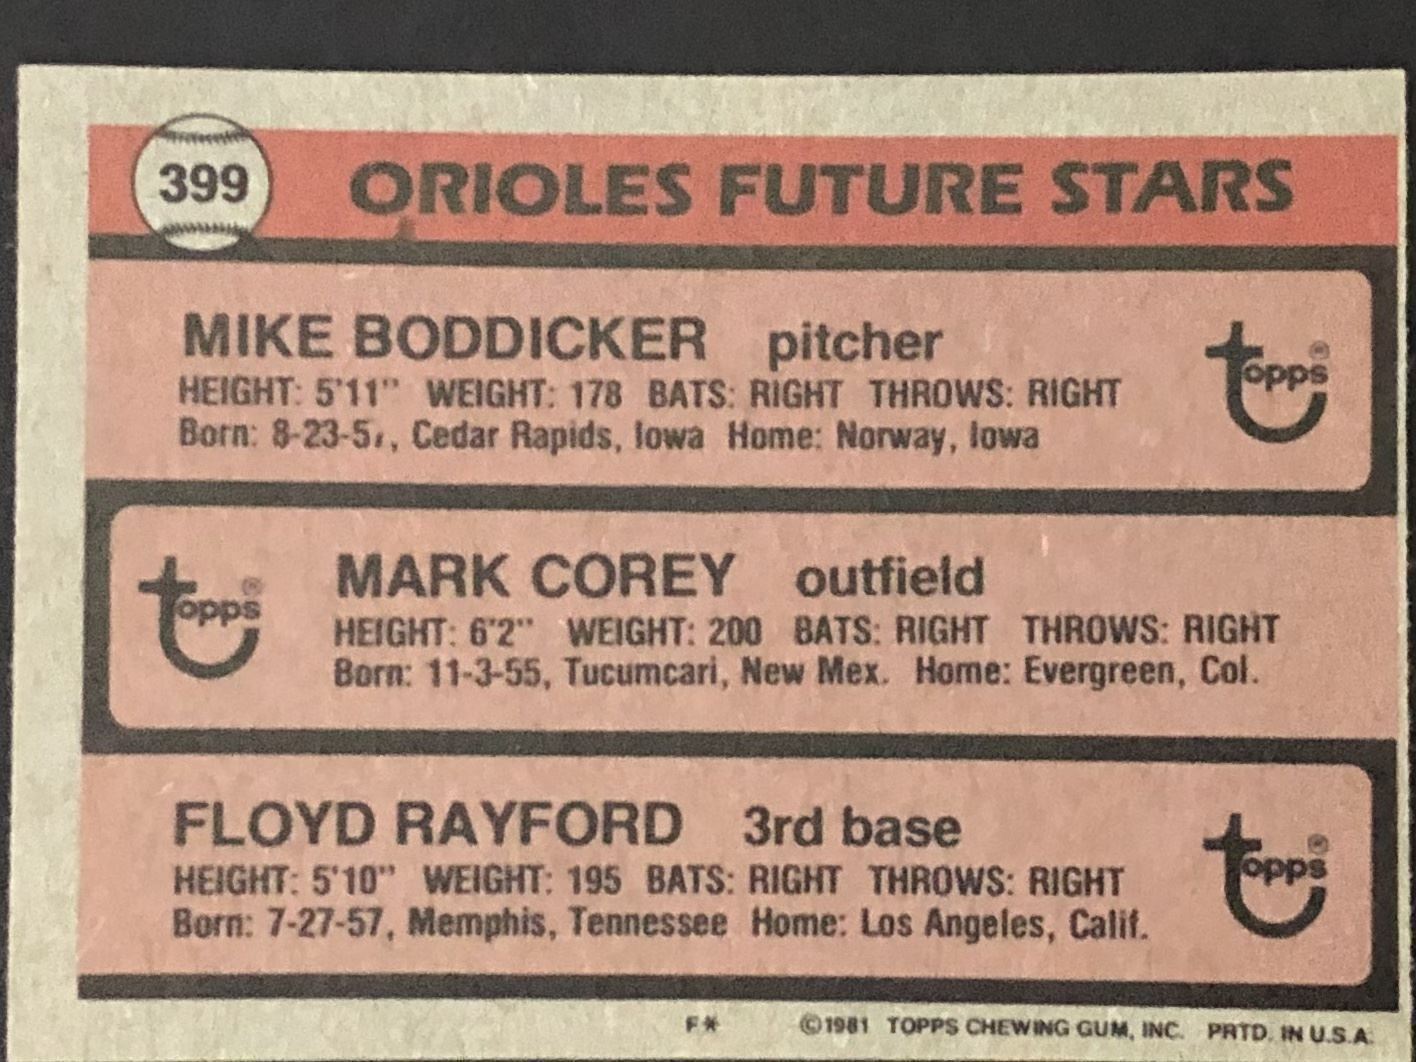 399 ORIOLES FUTURE STARS
MIKE BODDICKER pitcher
HEIGHT: 5'11" WEIGHT: 178 BATS: RIGHT THROWS: RIGHT
Born: Cedar Rapids, Iowa Home: Norway, Iowa
Topps®
Topps®
MARK COREY outfield
HEIGHT: 6'2" WEIGHT: 200 BATS: RIGHT THROWS: RIGHT
Born: 11-3-55, Tucumcari, New Mex. Home: Evergreen, Col.
FLOYD RAYFORD 3rd base
HEIGHT: 5'10" WEIGHT: 195 BATS: RIGHT THROWS: RIGHT
Born: 7-27-57, Memphis, Tennessee Home: Los Angeles, Calif.
Topps®
F* ©1981 TOPPS CHEWING GUM, INC. PRTD. IN U.S.A.